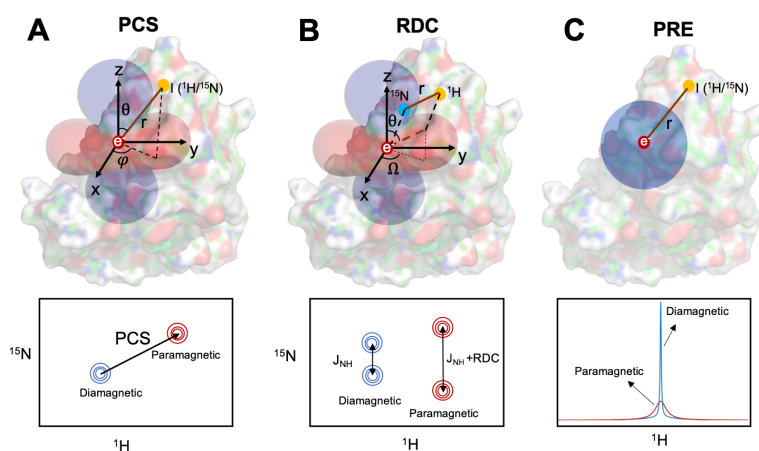 A PCS
B RDC
C PRE
z
I (¹H/¹⁵N)
θ
r
e
y
x
φ
z
¹⁵N
r
¹H
θ
e
y
x
Ω
I (¹H/¹⁵N)
r
e
¹⁵N
PCS
Paramagnetic
Diamagnetic
¹H
¹⁵N
J_NH
J_NH+RDC
Diamagnetic
Paramagnetic
¹H
Diamagnetic
Paramagnetic
¹H